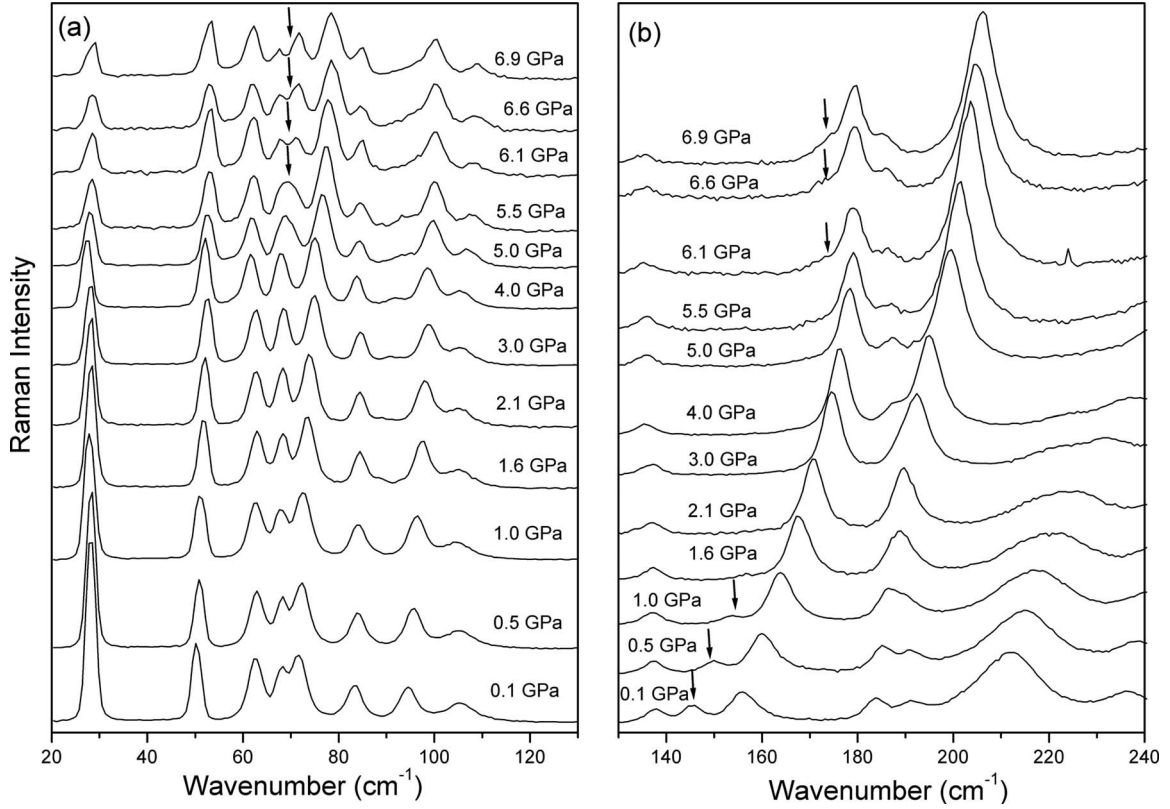 (a)
6.9 GPa
6.6 GPa
6.1 GPa
5.5 GPa
5.0 GPa
4.0 GPa
3.0 GPa
2.1 GPa
1.6 GPa
1.0 GPa
0.5 GPa
0.1 GPa
Raman Intensity
20 40 60 80 100 120
Wavenumber (cm⁻¹)
(b)
6.9 GPa
6.6 GPa
6.1 GPa
5.5 GPa
5.0 GPa
4.0 GPa
3.0 GPa
2.1 GPa
1.6 GPa
1.0 GPa
0.5 GPa
0.1 GPa
140 160 180 200 220 240
Wavenumber (cm⁻¹)